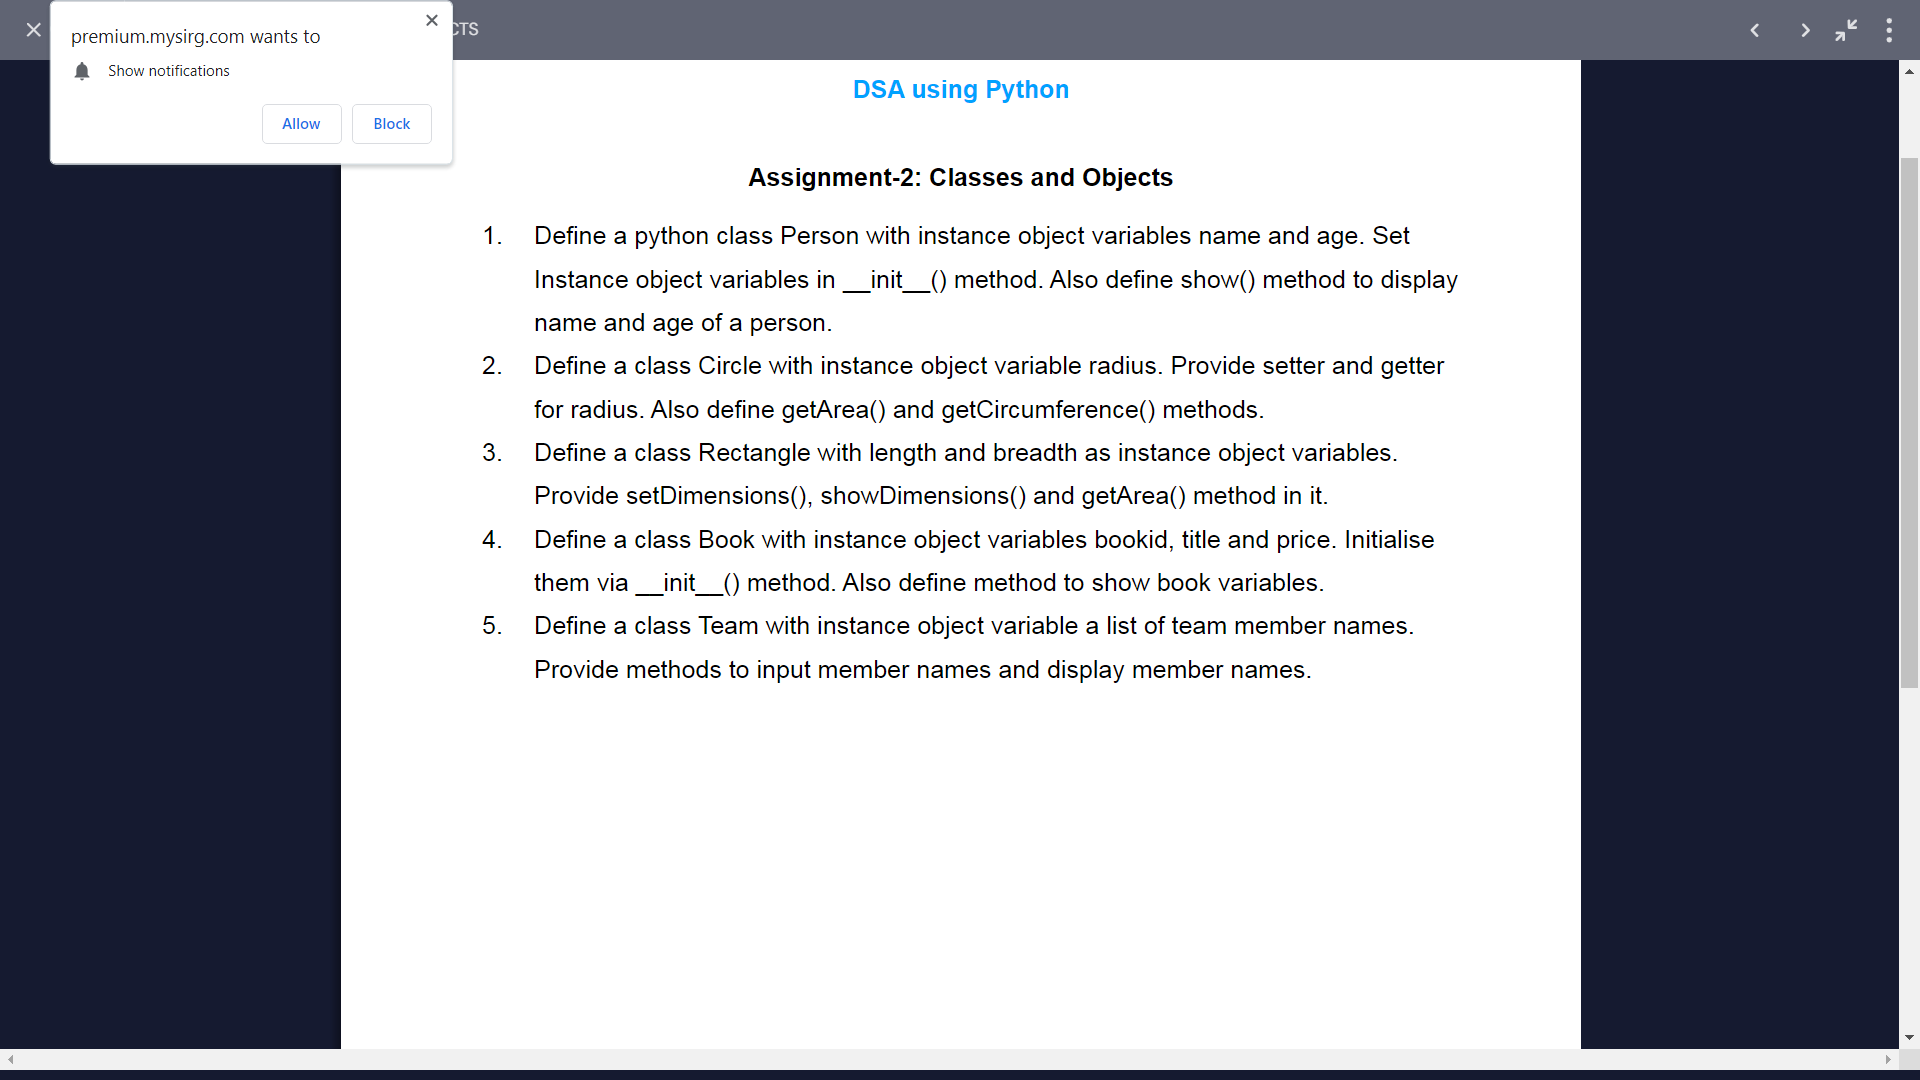 premium.mysirg.com wants to
Show notifications
Allow
Block
CTS
DSA using Python
Assignment-2: Classes and Objects
1. Define a python class Person with instance object variables name and age. Set
Instance object variables in __init__() method. Also define show() method to display
name and age of a person.
2. Define a class Circle with instance object variable radius. Provide setter and getter
for radius. Also define getArea() and getCircumference() methods.
3. Define a class Rectangle with length and breadth as instance object variables.
Provide setDimensions(), showDimensions() and getArea() method in it.
4. Define a class Book with instance object variables bookid, title and price. Initialise
them via __init__() method. Also define method to show book variables.
5. Define a class Team with instance object variable a list of team member names.
Provide methods to input member names and display member names.